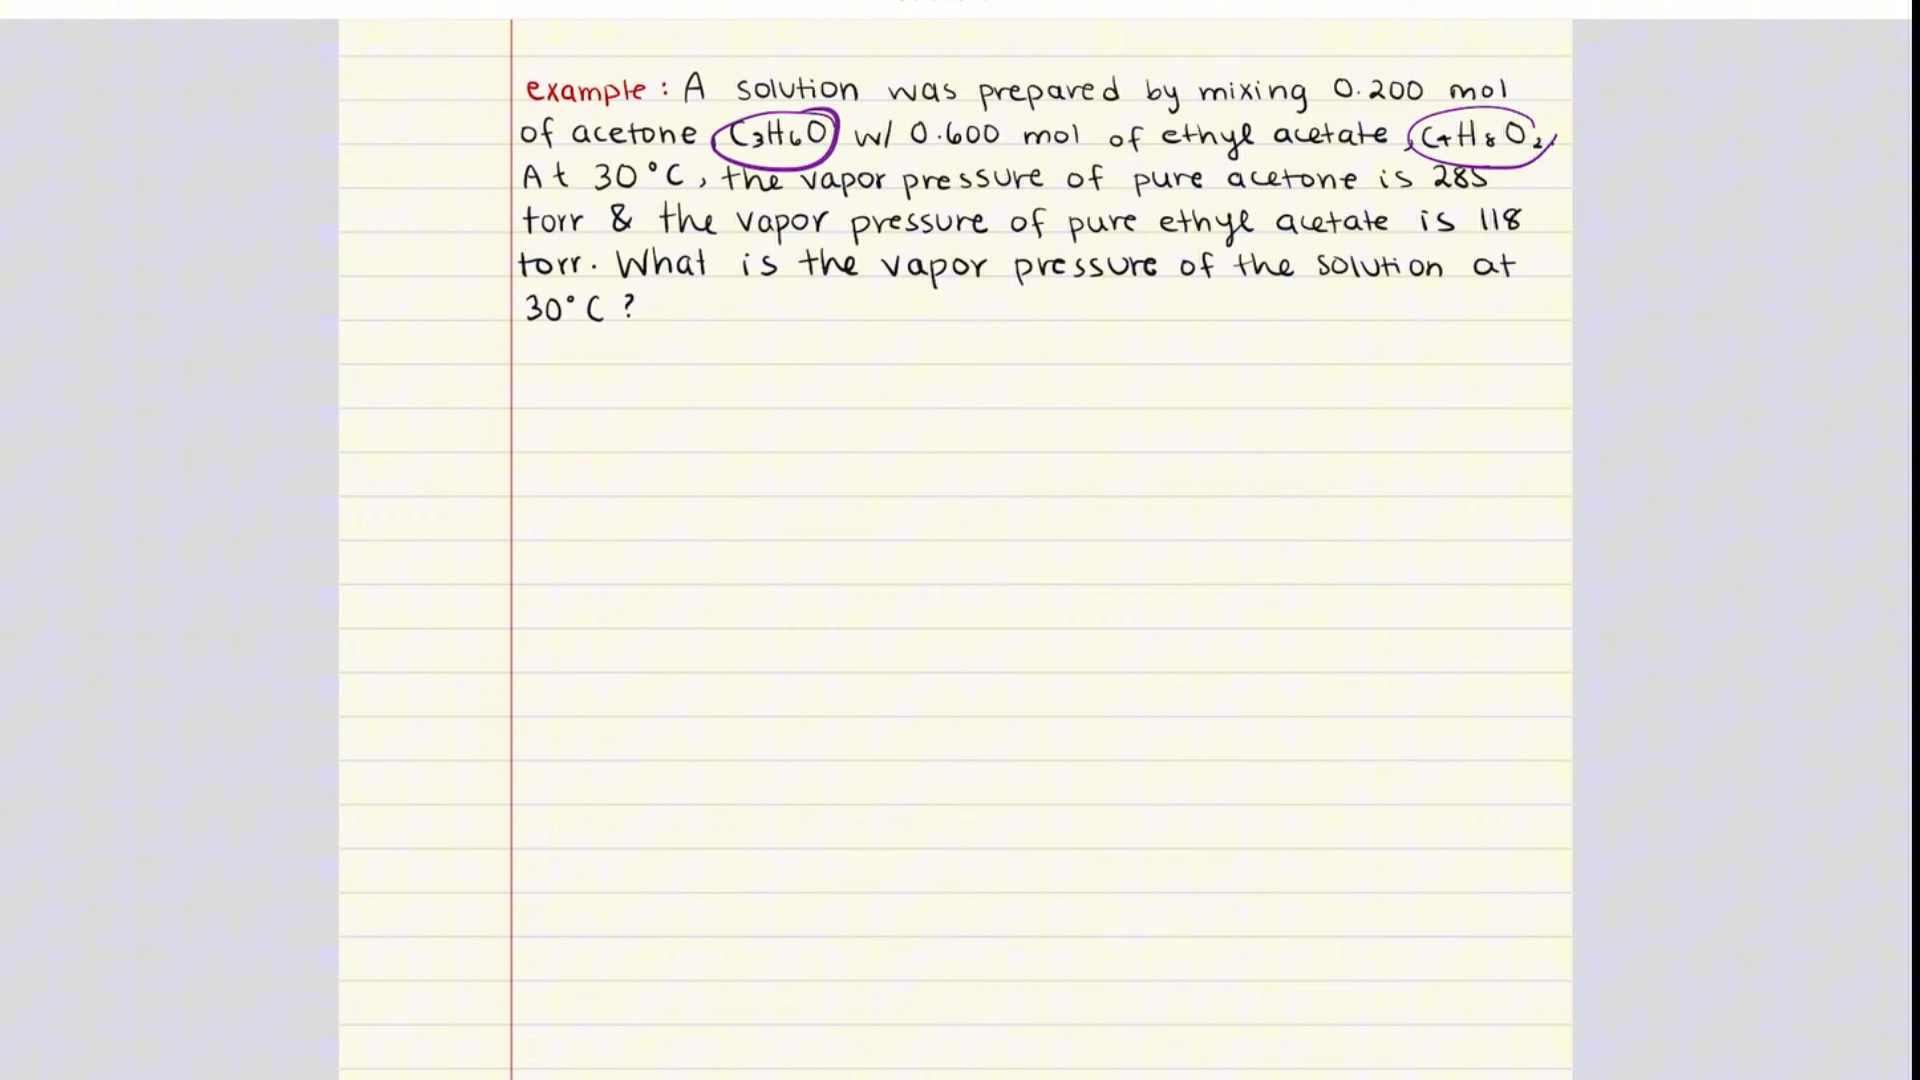 example: A solution was prepared by mixing 0.200 mol
of acetone C₃H₆O w/ 0.600 mol of ethyl acetate, C₄H₈O₂.
At 30°C, the vapor pressure of pure acetone is 285
torr & the vapor pressure of pure ethyl acetate is 118
torr. What is the vapor pressure of the solution at
30°C?